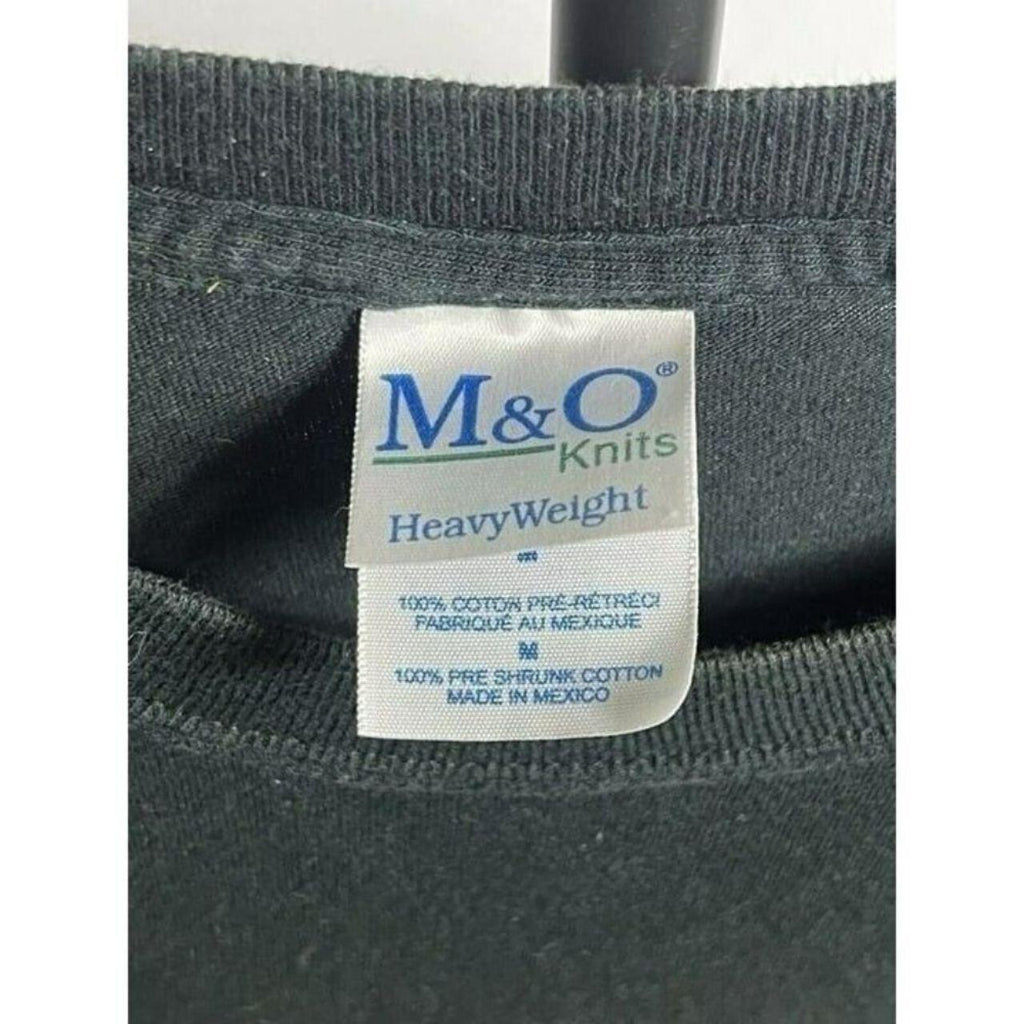 M&O®
Knits
HeavyWeight
100% COTON PRÉ-RÉTRÉCI
FABRIQUÉ AU MEXIQUE
M
100% PRE SHRUNK COTTON
MADE IN MEXICO